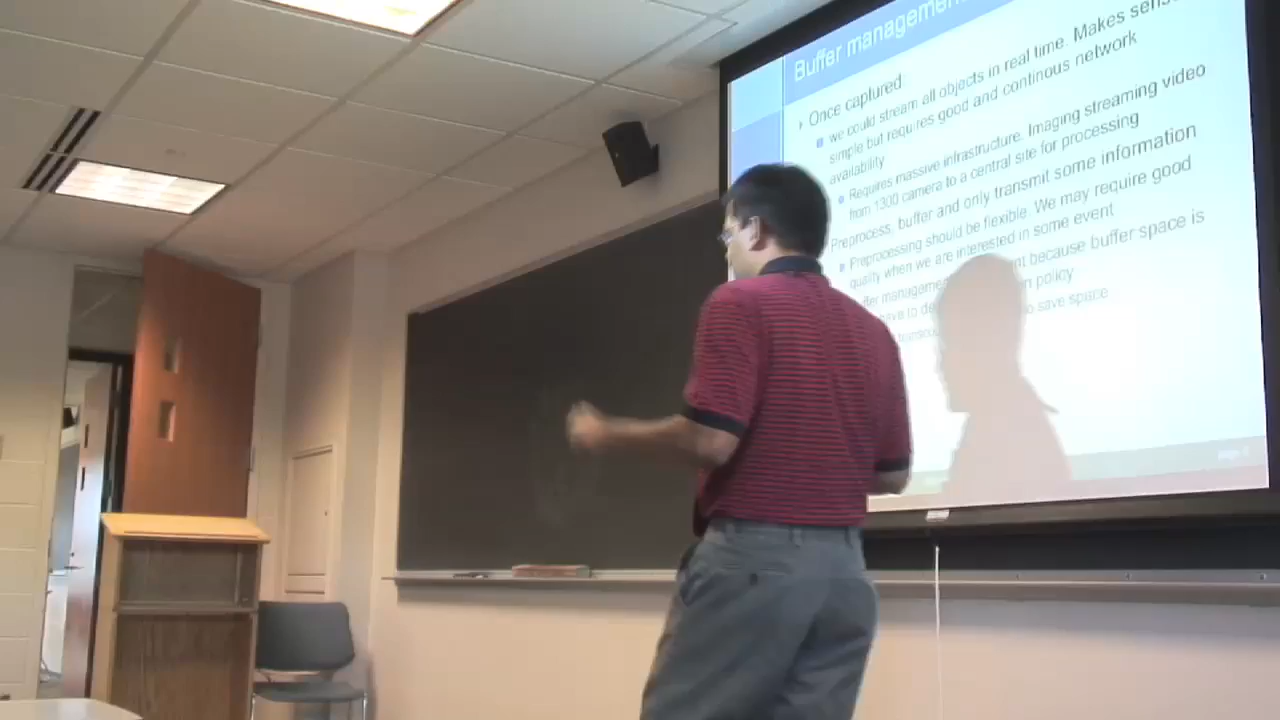 Buffer management
Once captured:
we could stream all objects in real time. Makes sense
simple but requires good and continous network
availability
Requires massive infrastructure. Imaging streaming video
from 1300 camera to a central site for processing
Preprocess, buffer and only transmit some information
Preprocessing should be flexible. We may require good
quality when we are interested in some event
because buffer space is
policy
to save space